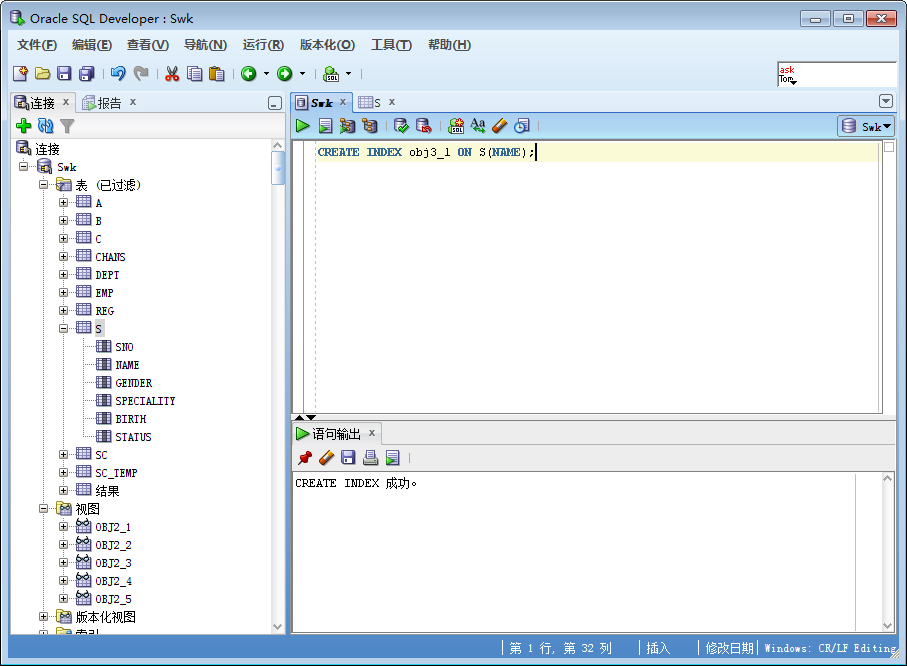 Oracle SQL Developer : Swk
文件(F) 编辑(E) 查看(V) 导航(N) 运行(R) 版本化(O) 工具(T) 帮助(H)
ask
Tom
连接 报告
Swk S
Swk
CREATE INDEX obj3_1 ON S(NAME);
连接
Swk
表 (已过滤)
A
B
C
CHANS
DEPT
EMP
REG
S
SNO
NAME
GENDER
SPECIALITY
BIRTH
STATUS
SC
SC_TEMP
结果
视图
OBJ2_1
OBJ2_2
OBJ2_3
OBJ2_4
OBJ2_5
版本化视图
索引
语句输出
CREATE INDEX 成功。
第 1 行, 第 32 列 插入 修改日期 Windows: CR/LF Editing